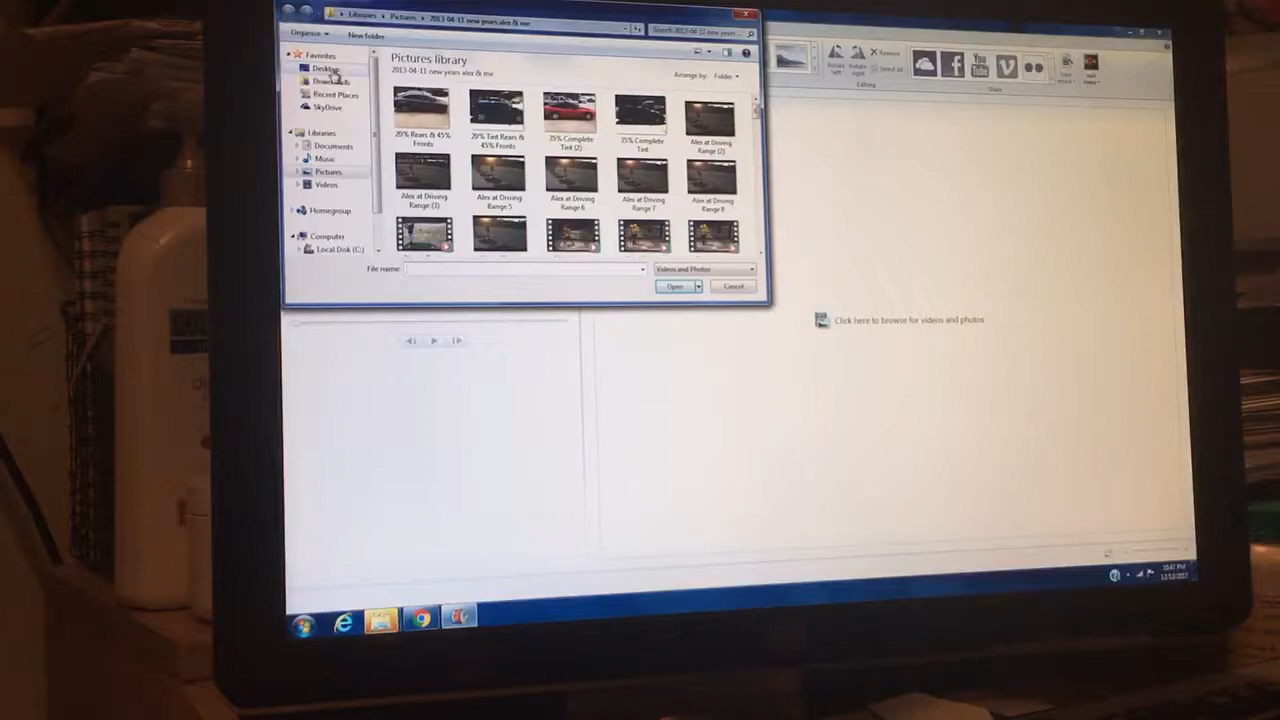 Libraries ▸ Pictures ▸ 2013-04-11 new years alex & me
Search 2013-04-11 new years...
Organize
New folder
Favorites
Desktop
Downloads
Recent Places
SkyDrive
Libraries
Documents
Music
Pictures
Videos
Homegroup
Computer
Local Disk (C:)
Pictures library
2013-04-11 new years alex & me
Arrange by: Folder
20% Rears & 45% Fronts
20% Tint Rears & 45% Fronts
35% Complete Tint (2)
35% Complete Tint
Alex at Driving Range (2)
Alex at Driving Range (3)
Alex at Driving Range 5
Alex at Driving Range 6
Alex at Driving Range 7
Alex at Driving Range 8
File name:
Videos and Photos
Open
Cancel
Rotate left
Rotate right
Remove
Select all
Editing
You Tube
Share
Click here to browse for videos and photos
10:47 PM